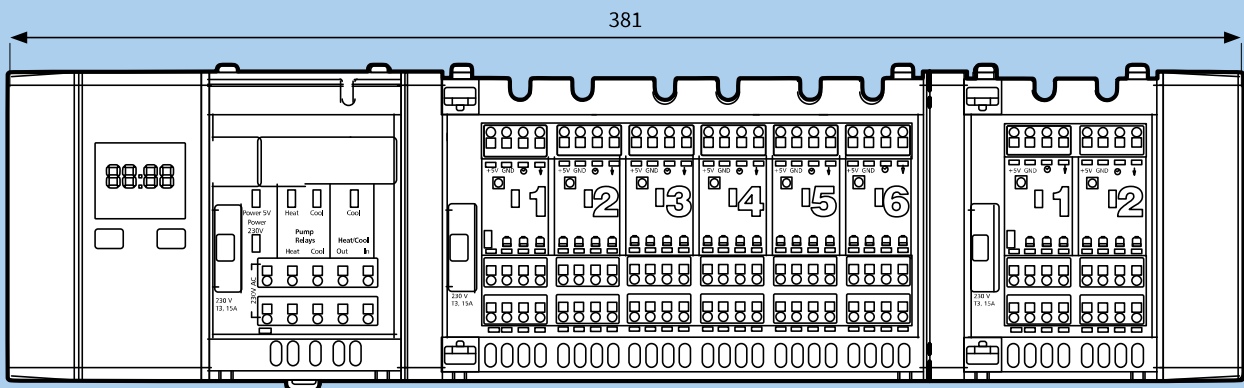 381
88:88
+5V GND
+5V GND
+5V GND
+5V GND
+5V GND
+5V GND
+5V GND
+5V GND
1
2
3
4
5
6
1
2
Power 5V
Heat
Cool
Cool
Power
230V
Pump
Relays
Heat/Cool
Heat
Cool
Out
In
230V AC
230 V
T3, 15A
230 V
T3, 15A
230 V
T3, 15A